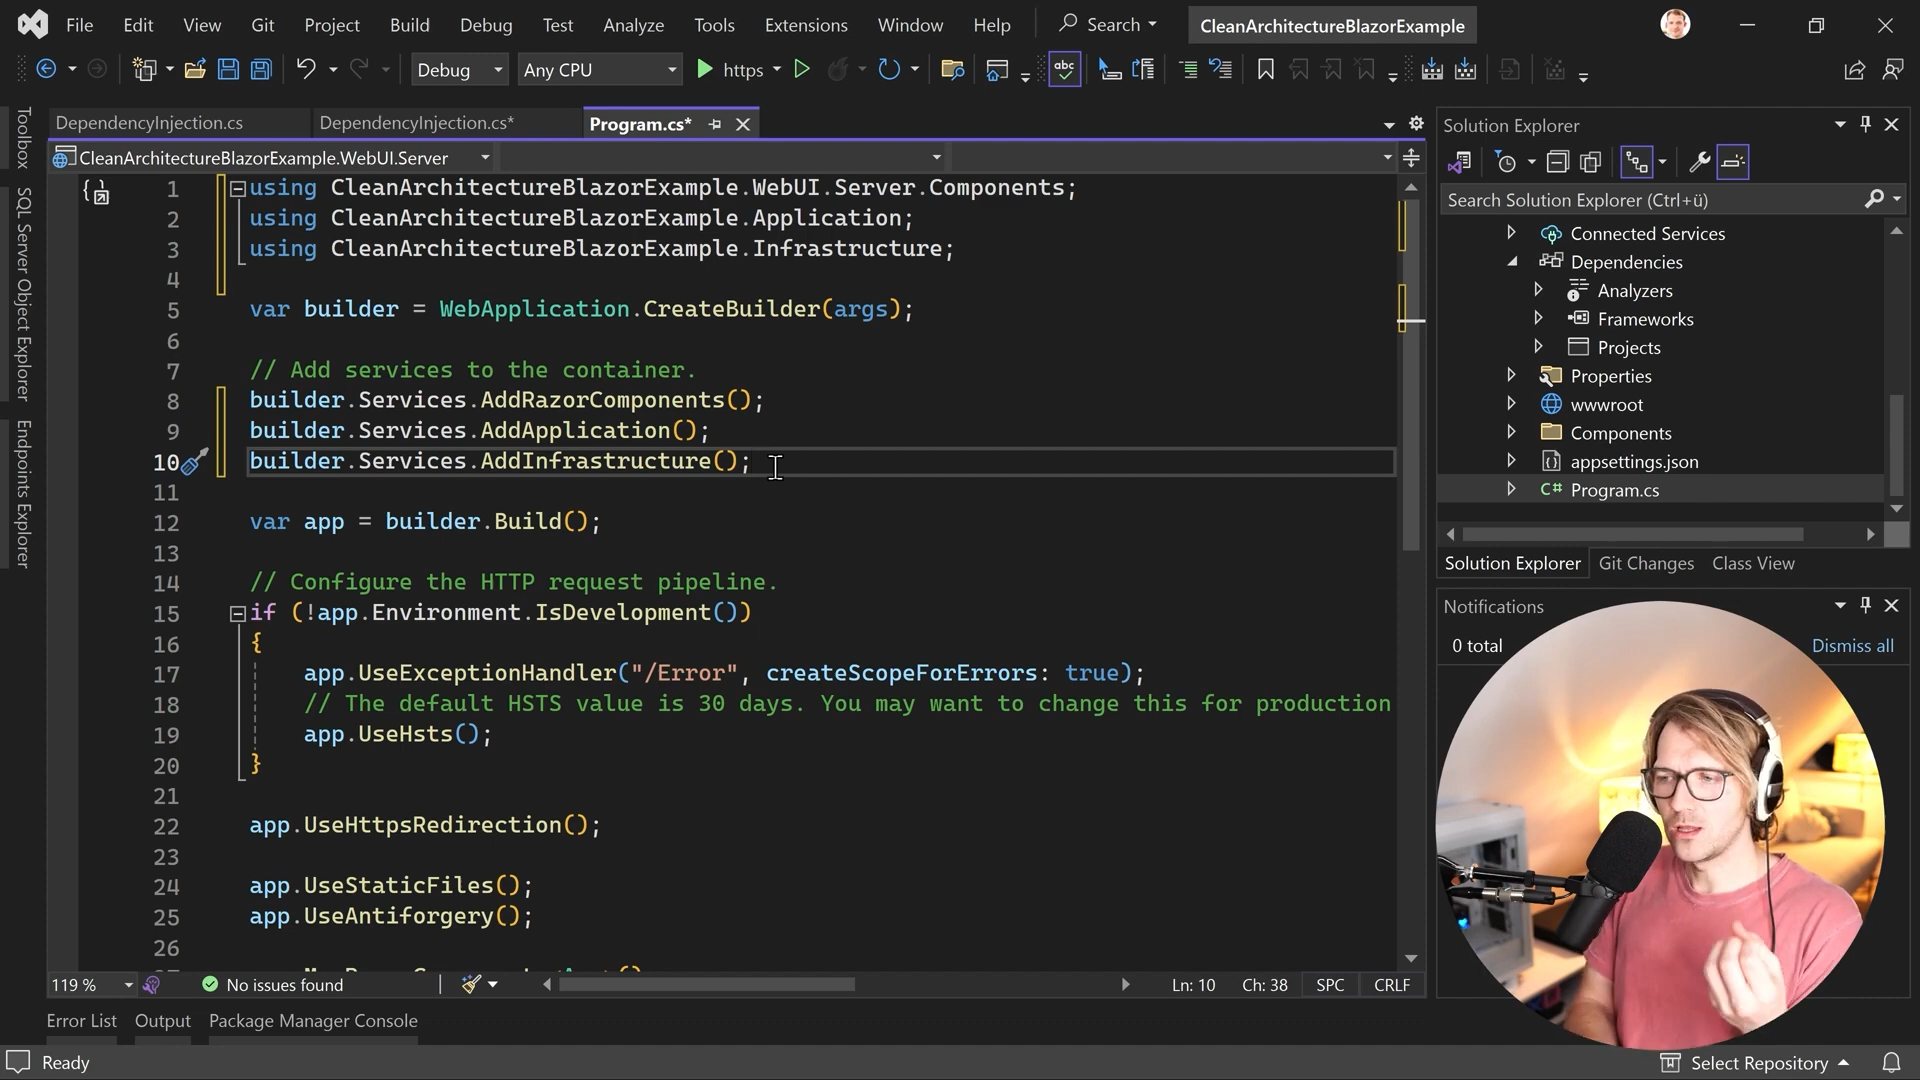 File Edit View Git Project Build Debug Test Analyze Tools Extensions Window Help Search CleanArchitectureBlazorExample
Debug Any CPU https abc
Toolbox
SQL Server Object Explorer
Endpoints Explorer
DependencyInjection.cs DependencyInjection.cs* Program.cs*
CleanArchitectureBlazorExample.WebUI.Server
1 using CleanArchitectureBlazorExample.WebUI.Server.Components;
2 using CleanArchitectureBlazorExample.Application;
3 using CleanArchitectureBlazorExample.Infrastructure;
4
5 var builder = WebApplication.CreateBuilder(args);
6
7 // Add services to the container.
8 builder.Services.AddRazorComponents();
9 builder.Services.AddApplication();
10 builder.Services.AddInfrastructure();
11
12 var app = builder.Build();
13
14 // Configure the HTTP request pipeline.
15 if (!app.Environment.IsDevelopment())
16 {
17 app.UseExceptionHandler("/Error", createScopeForErrors: true);
18 // The default HSTS value is 30 days. You may want to change this for production
19 app.UseHsts();
20 }
21
22 app.UseHttpsRedirection();
23
24 app.UseStaticFiles();
25 app.UseAntiforgery();
26
119 % No issues found Ln: 10 Ch: 38 SPC CRLF
Error List Output Package Manager Console
Ready
Solution Explorer
Search Solution Explorer (Ctrl+ü)
Connected Services
Dependencies
Analyzers
Frameworks
Projects
Properties
wwwroot
Components
appsettings.json
C# Program.cs
Solution Explorer Git Changes Class View
Notifications
0 total Dismiss all
Select Repository